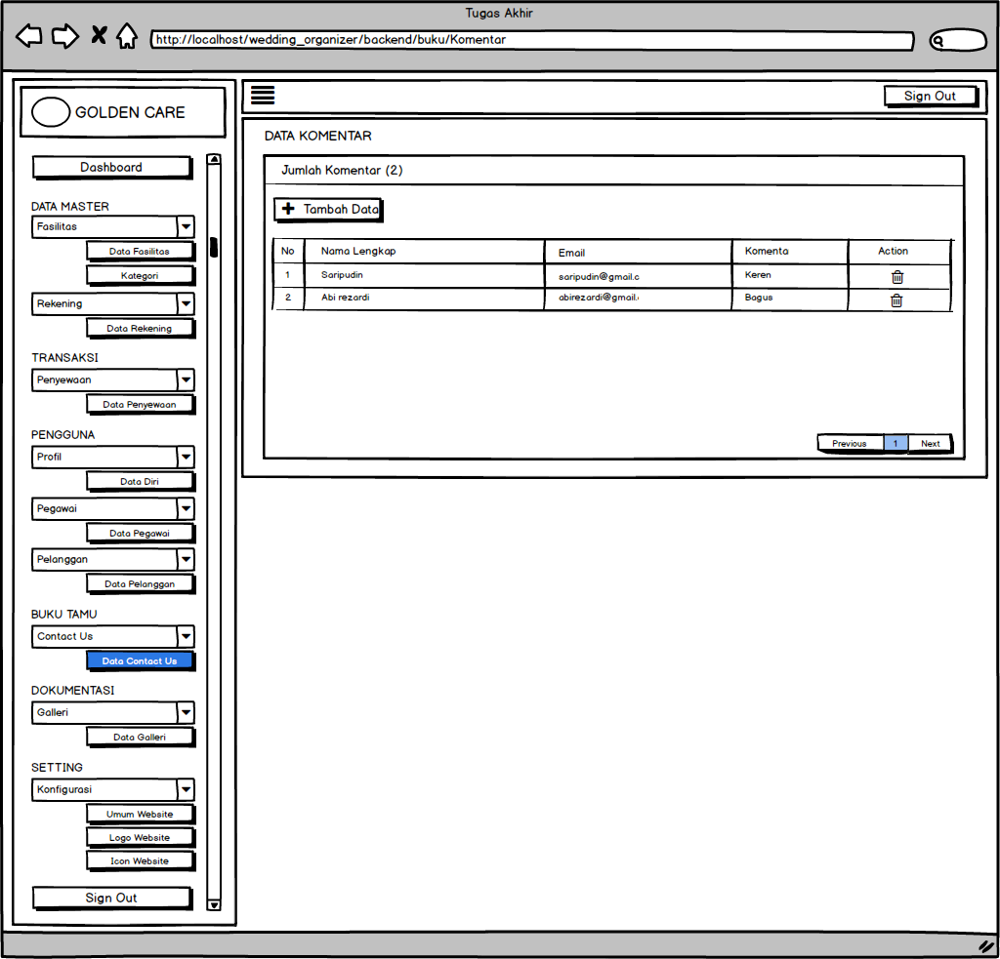 Tugas Akhir
http://localhost/wedding_organizer/backend/buku/Komentar
GOLDEN CARE
Dashboard
DATA MASTER
Fasilitas
Data Fasilitas
Kategori
Rekening
Data Rekening
TRANSAKSI
Penyewaan
Data Penyewaan
PENGGUNA
Profil
Data Diri
Pegawai
Data Pegawai
Pelanggan
Data Pelanggan
BUKU TAMU
Contact Us
Data Contact Us
DOKUMENTASI
Galleri
Data Galleri
SETTING
Konfigurasi
Umum Website
Logo Website
Icon Website
Sign Out
Sign Out
DATA KOMENTAR
Jumlah Komentar (2)
Tambah Data
No Nama Lengkap Email Komenta Action
1 Saripudin saripudin@gmail.c Keren
2 Abi rezardi abirezardi@gmail. Bagus
Previous 1 Next